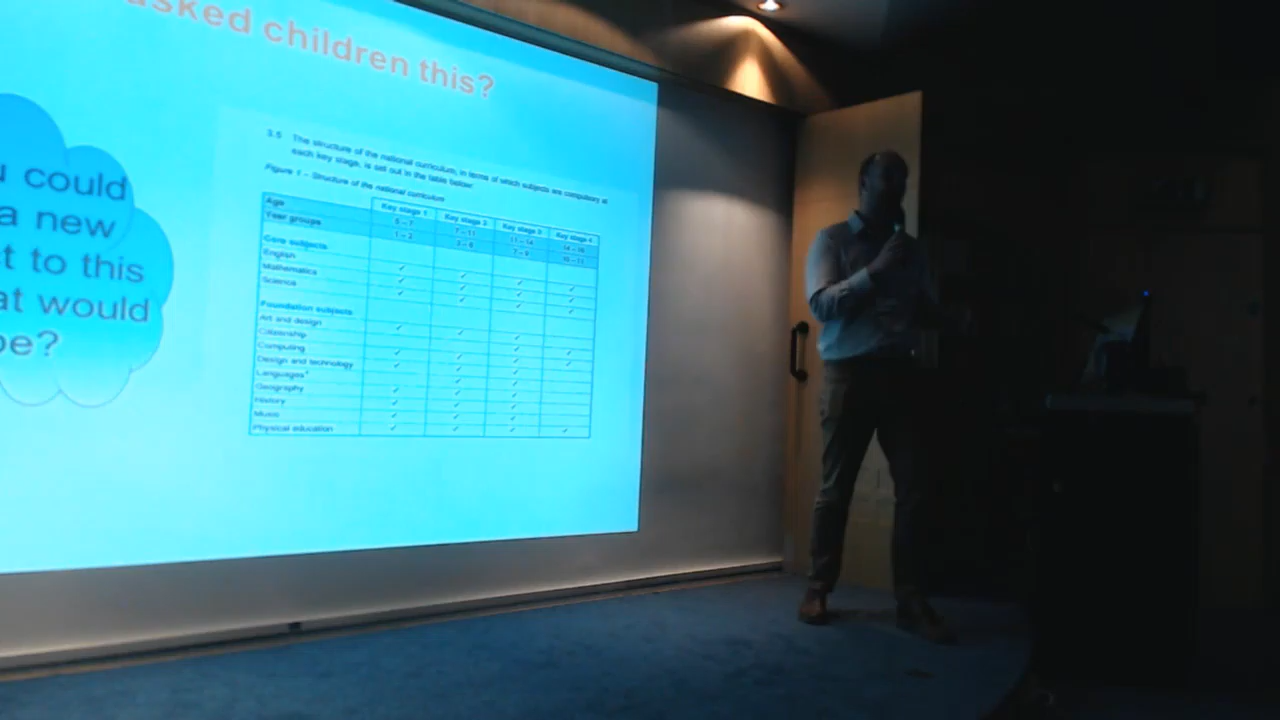 asked children this?
u could
a new
t to this
at would
be?
3.5 The structure of the national curriculum, in terms of which subjects are compulsory at
each key stage, is set out in the table below:
Figure 1 – Structure of the national curriculum
Key stage 1 Key stage 2 Key stage 3 Key stage 4
Age 5 – 7 7 – 11 11 – 14 14 – 16
Year groups 1 – 2 3 – 6 7 – 9 10 – 11
Core subjects
English ✓ ✓ ✓ ✓
Mathematics ✓ ✓ ✓ ✓
Science ✓ ✓ ✓ ✓
Foundation subjects
Art and design ✓ ✓ ✓
Citizenship ✓ ✓
Computing ✓ ✓ ✓ ✓
Design and technology ✓ ✓ ✓
Languages ✓ ✓
Geography ✓ ✓ ✓
History ✓ ✓ ✓
Music ✓ ✓ ✓
Physical education ✓ ✓ ✓ ✓